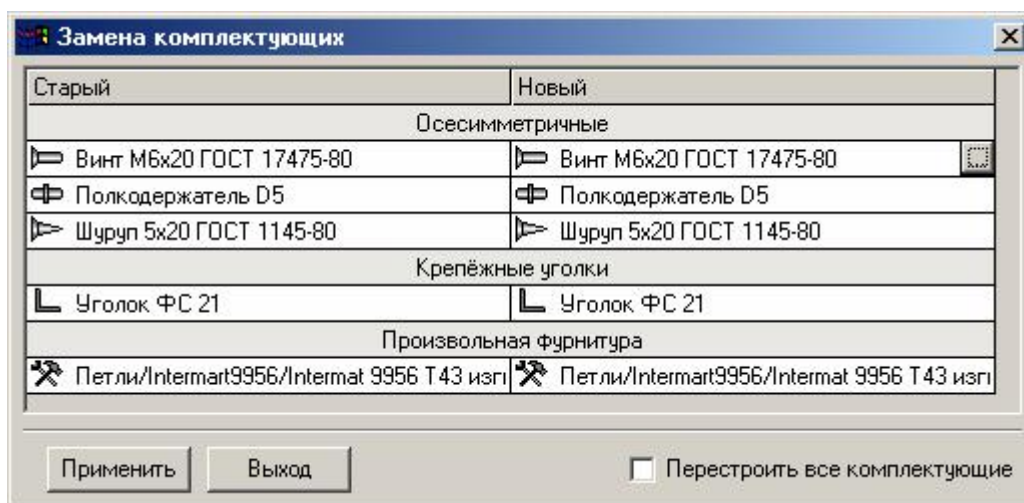 Замена комплектующих
Старый Новый
Осесимметричные
Винт М6х20 ГОСТ 17475-80 Винт М6х20 ГОСТ 17475-80
Полкодержатель D5 Полкодержатель D5
Шуруп 5х20 ГОСТ 1145-80 Шуруп 5х20 ГОСТ 1145-80
Крепёжные уголки
Уголок ФС 21 Уголок ФС 21
Произвольная фурнитура
Петли/Intermart9956/Intermat 9956 T43 изгı Петли/Intermart9956/Intermat 9956 T43 изгı
Применить Выход Перестроить все комплектующие